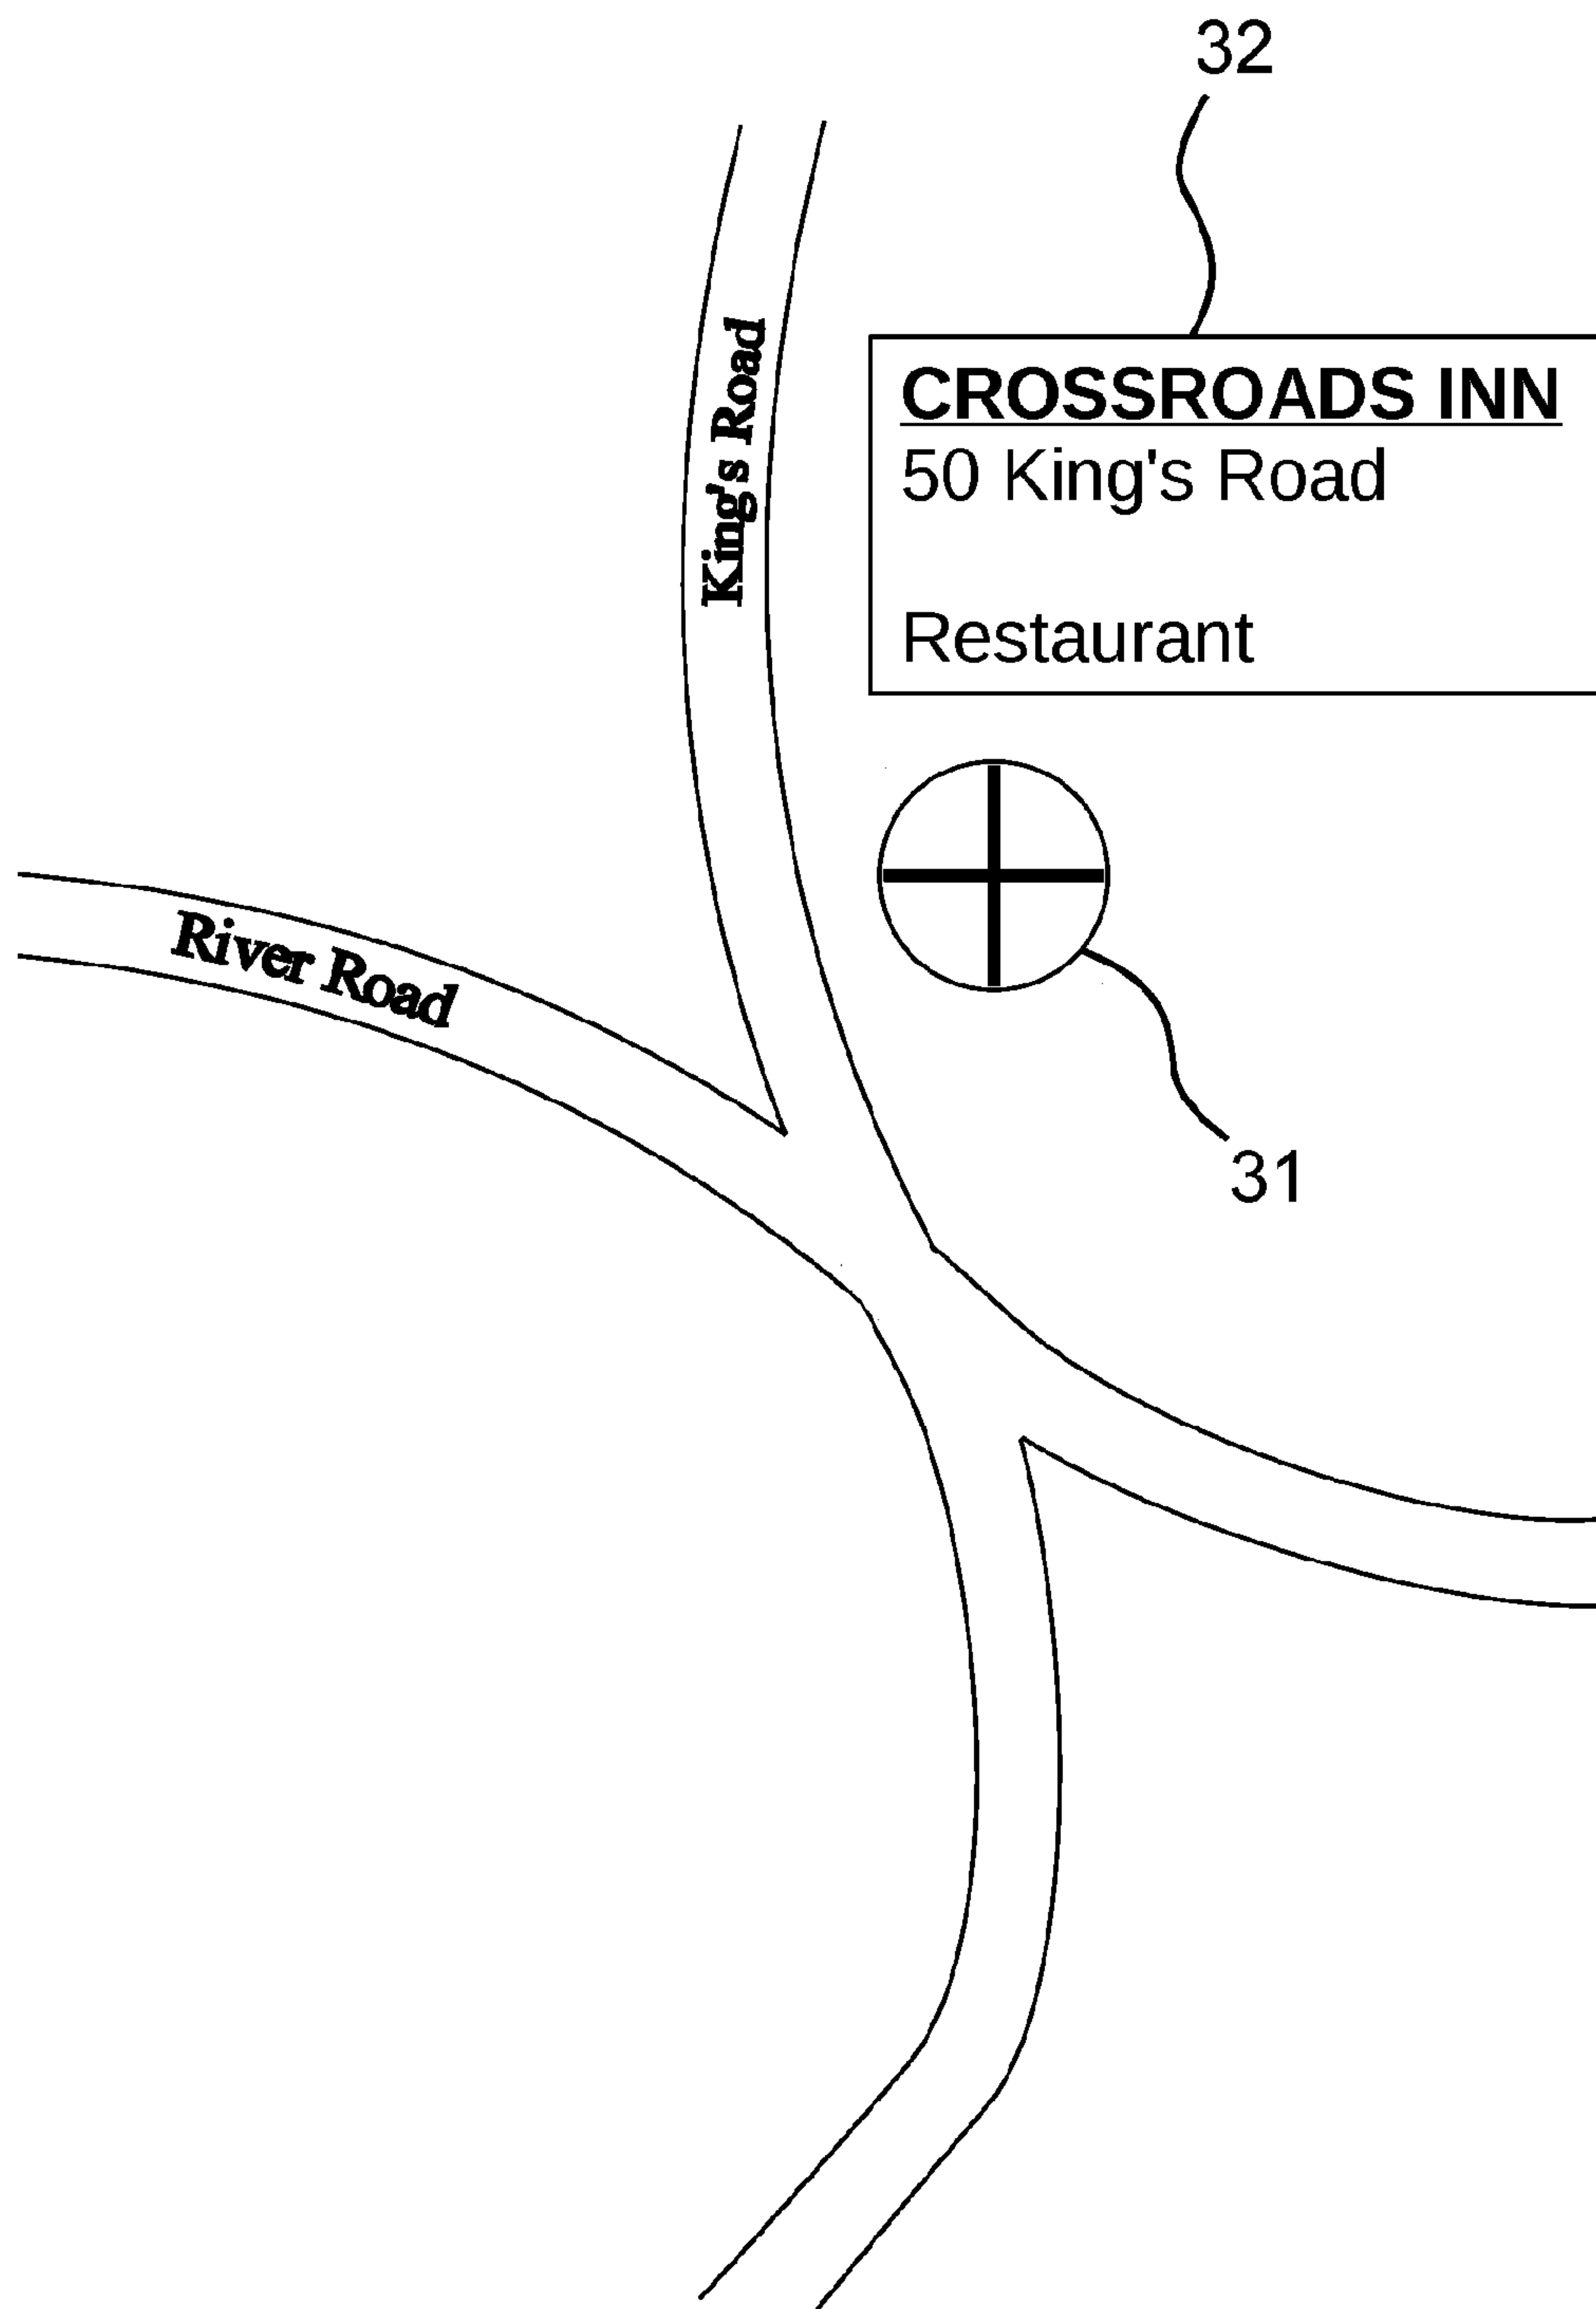 32
King's Road
CROSSROADS INN
50 King's Road
Restaurant
River Road
31